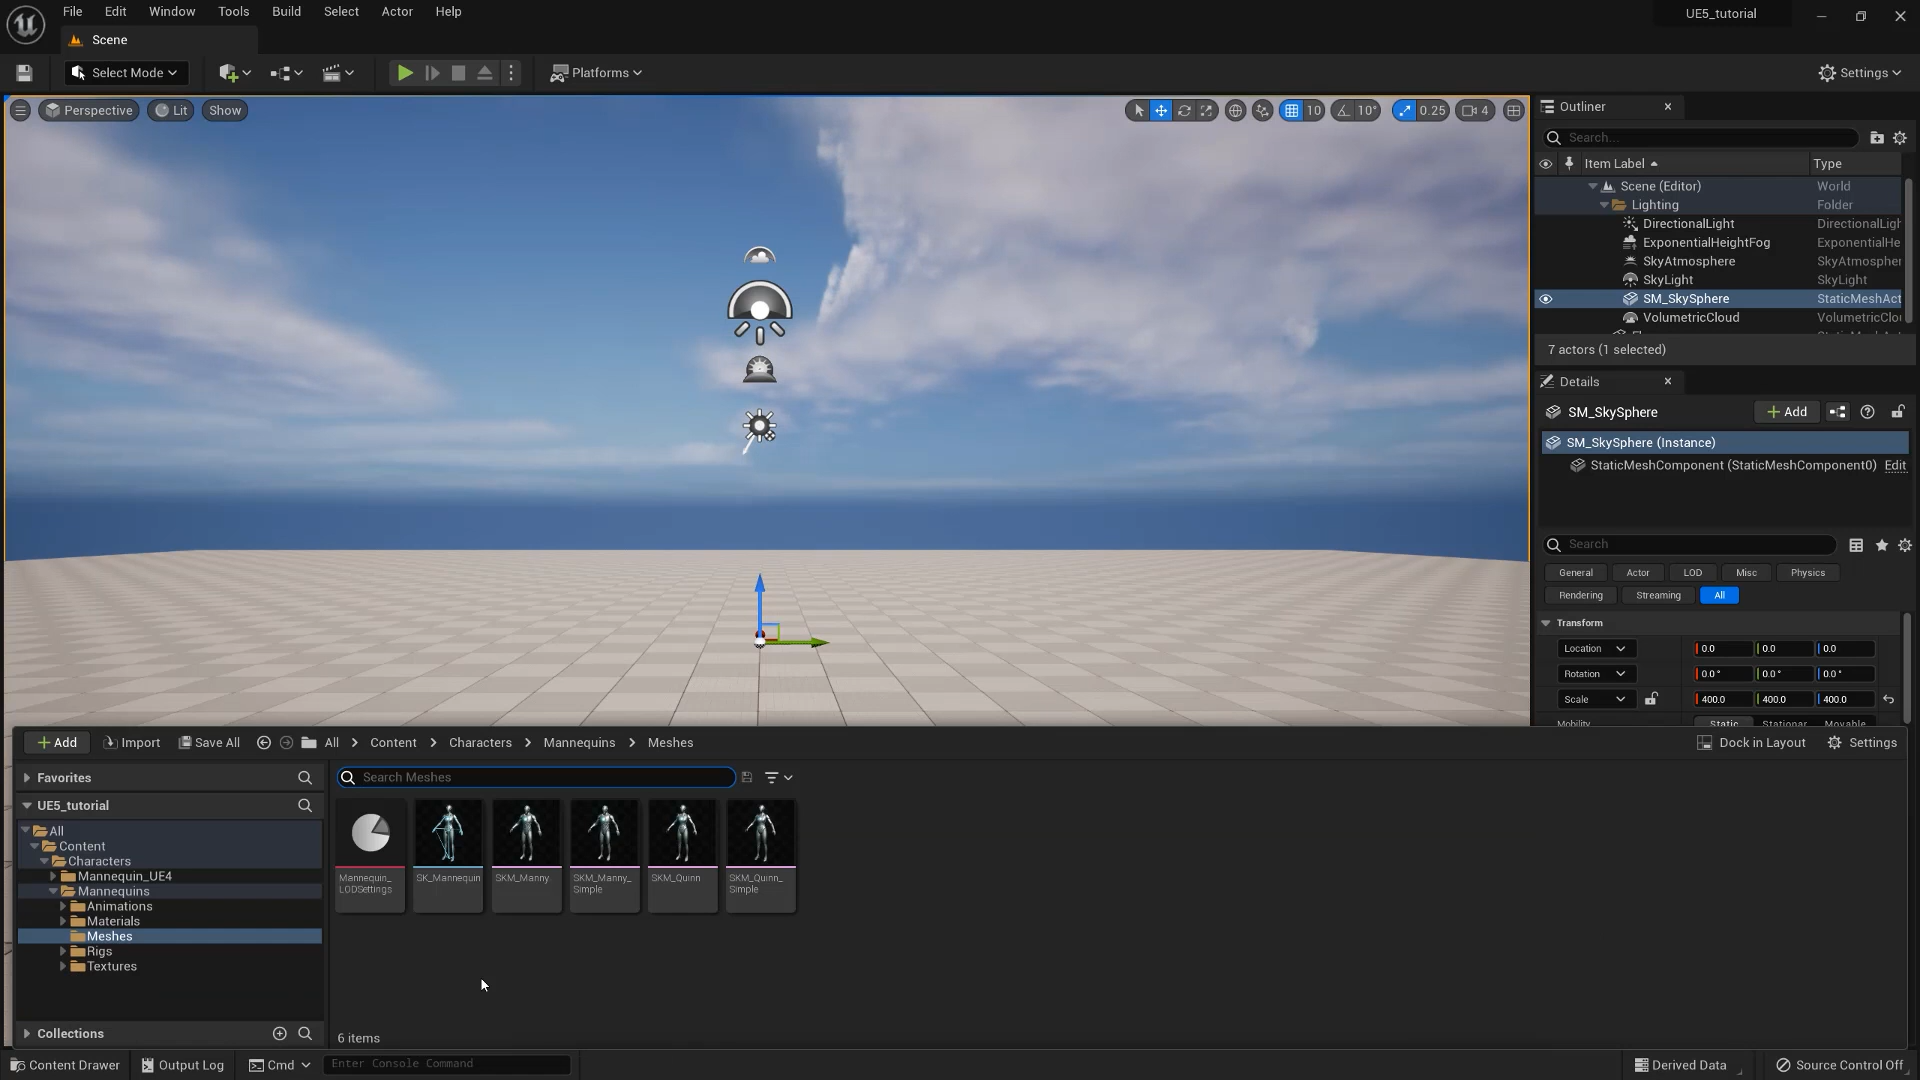 File Edit Window Tools Build Select Actor Help
UE5_tutorial
Scene
Select Mode
Platforms
Settings
Perspective Lit Show
10 10° 0.25 4
Outliner
Search...
Item Label Type
Scene (Editor) World
Lighting Folder
DirectionalLight DirectionalLigh
ExponentialHeightFog ExponentialHe
SkyAtmosphere SkyAtmospher
SkyLight SkyLight
SM_SkySphere StaticMeshAct
VolumetricCloud VolumetricClou
7 actors (1 selected)
Details
SM_SkySphere
Add
SM_SkySphere (Instance)
StaticMeshComponent (StaticMeshComponent0) Edit
Search
General Actor LOD Misc Physics
Rendering Streaming All
Transform
Location 0.0 0.0 0.0
Rotation 0.0° 0.0° 0.0°
Scale 400.0 400.0 400.0
Mobility Static Stationar Movable
Add Import Save All All Content Characters Mannequins Meshes
Dock in Layout Settings
Favorites
Search Meshes
UE5_tutorial
All
Content
Characters
Mannequin_UE4
Mannequins
Animations
Materials
Meshes
Rigs
Textures
Mannequin_
LODSettings
SK_Mannequin
SKM_Manny
SKM_Manny_
Simple
SKM_Quinn
SKM_Quinn_
Simple
Collections
6 items
Content Drawer Output Log Cmd Enter Console Command
Derived Data Source Control Off